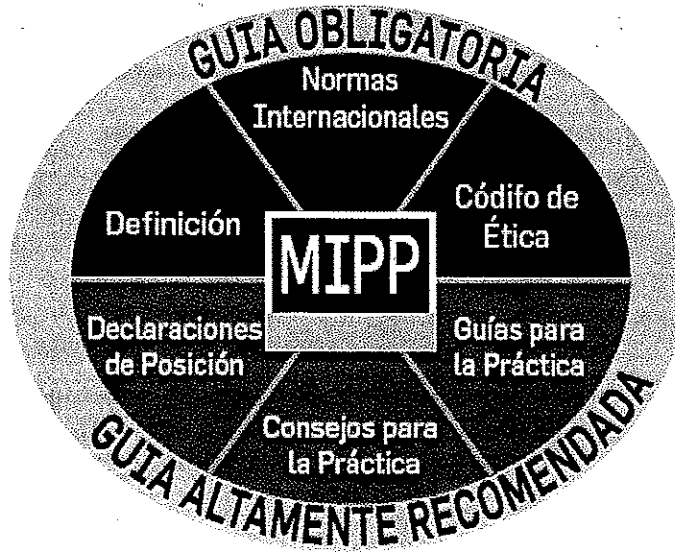 GUIA OBLIGATORIA
Normas
Internacionales
Definición
Códifo de
Ética
MIPP
Declaraciones
de Posición
Guías para
la Práctica
Consejos para
la Práctica
GUIA ALTAMENTE RECOMENDADA